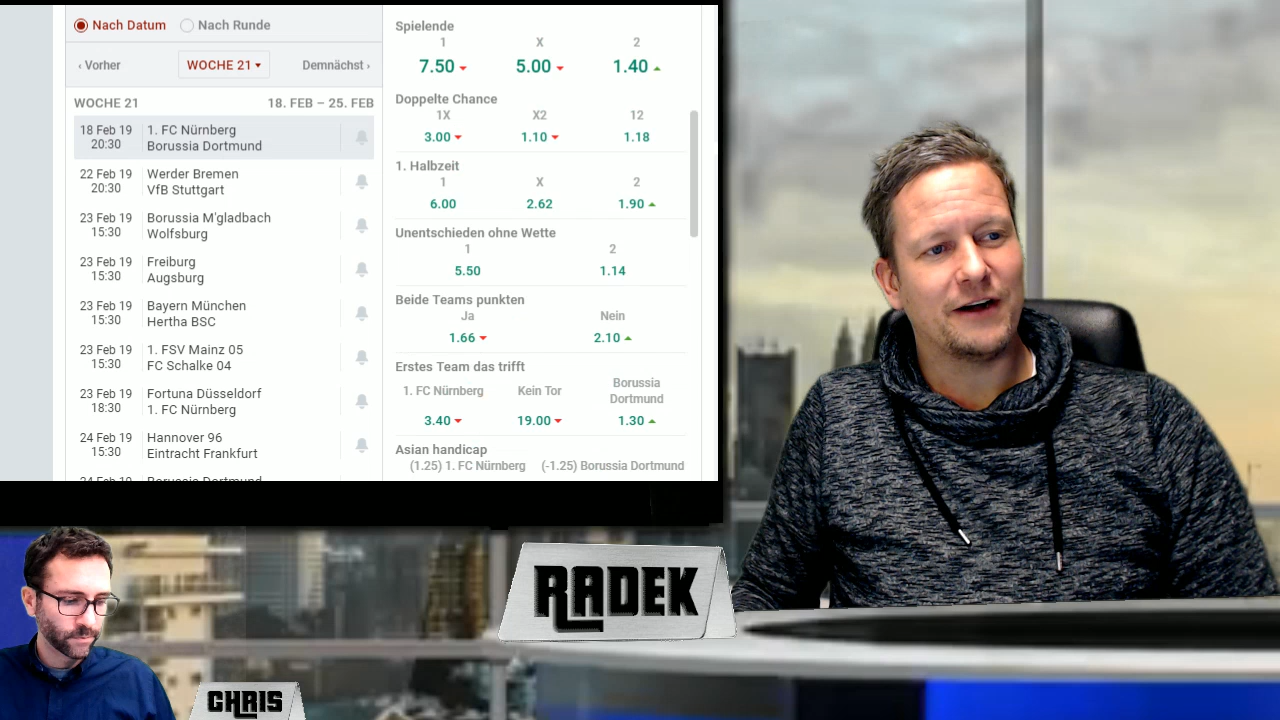 Nach Datum
Nach Runde
‹ Vorher
WOCHE 21
Demnächst ›
WOCHE 21
18. FEB – 25. FEB
18 Feb 19
20:30
1. FC Nürnberg
Borussia Dortmund
22 Feb 19
20:30
Werder Bremen
VfB Stuttgart
23 Feb 19
15:30
Borussia M'gladbach
Wolfsburg
23 Feb 19
15:30
Freiburg
Augsburg
23 Feb 19
15:30
Bayern München
Hertha BSC
23 Feb 19
15:30
1. FSV Mainz 05
FC Schalke 04
23 Feb 19
18:30
Fortuna Düsseldorf
1. FC Nürnberg
24 Feb 19
15:30
Hannover 96
Eintracht Frankfurt
24 Feb 19
Borussia Dortmund
Spielende
1 X 2
7.50 5.00 1.40
Doppelte Chance
1X X2 12
3.00 1.10 1.18
1. Halbzeit
1 X 2
6.00 2.62 1.90
Unentschieden ohne Wette
1 2
5.50 1.14
Beide Teams punkten
Ja Nein
1.66 2.10
Erstes Team das trifft
1. FC Nürnberg Kein Tor Borussia
Dortmund
3.40 19.00 1.30
Asian handicap
(1.25) 1. FC Nürnberg (-1.25) Borussia Dortmund
RADEK
CHRIS